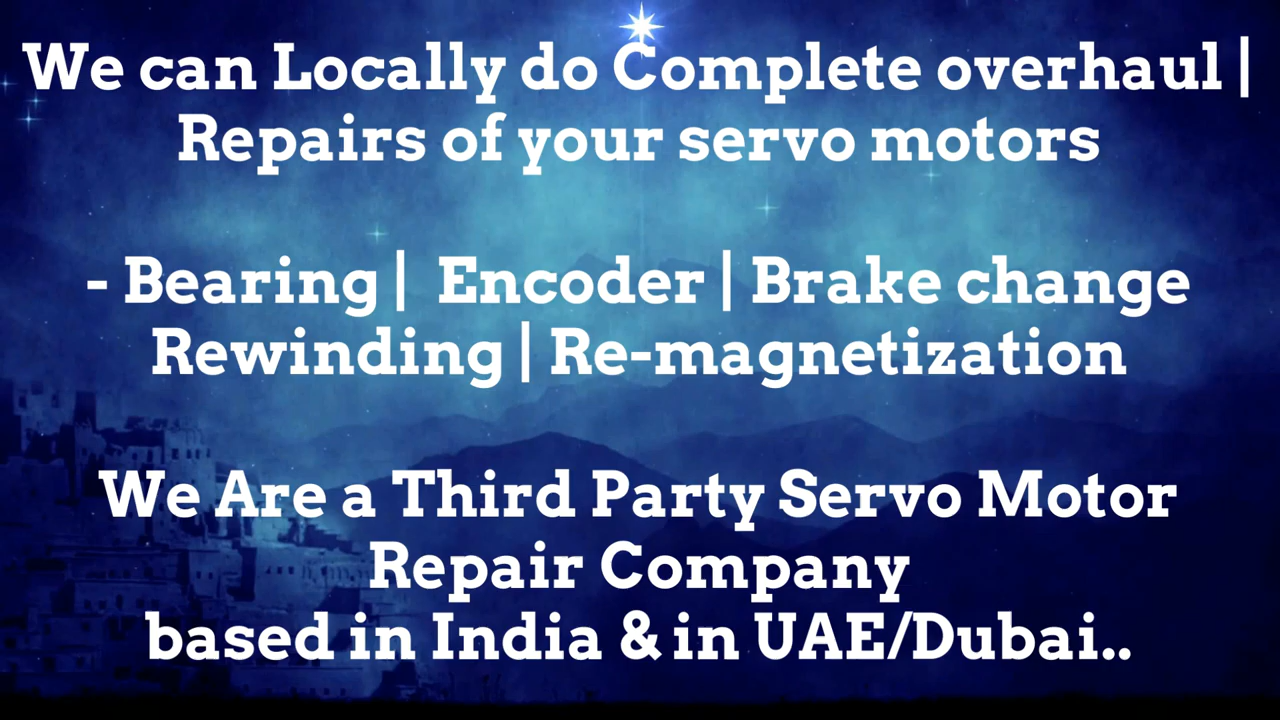 We can Locally do Complete overhaul |
Repairs of your servo motors
- Bearing | Encoder | Brake change
Rewinding | Re-magnetization
We Are a Third Party Servo Motor
Repair Company
based in India & in UAE/Dubai..